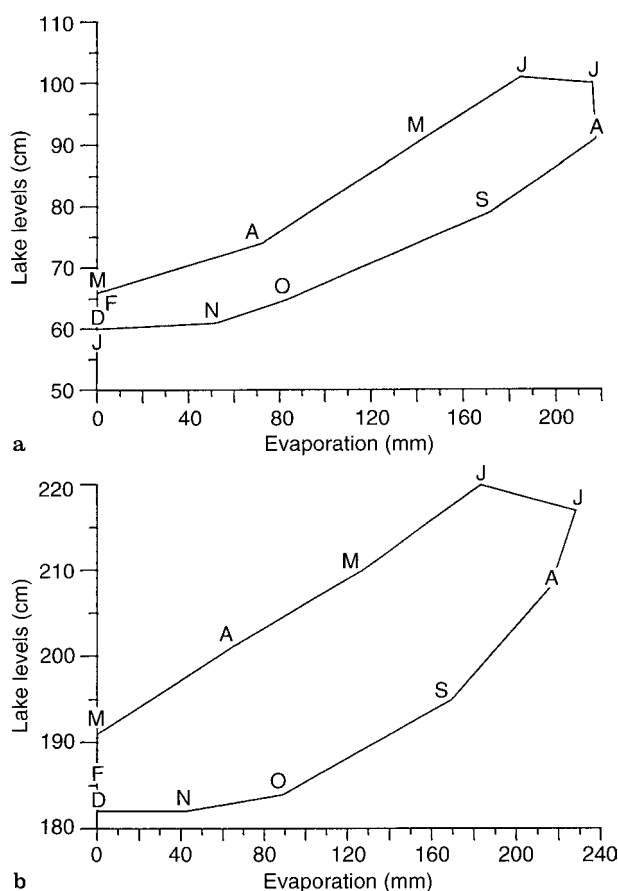 110
100
90
80
70
60
50
Lake levels (cm)
M
F
D
J
A
M
J
J
A
S
O
N
0 40 80 120 160 200
Evaporation (mm)
a
220
210
200
190
180
Lake levels (cm)
M
F
D
A
M
J
J
A
S
O
N
0 40 80 120 160 200 240
Evaporation (mm)
b